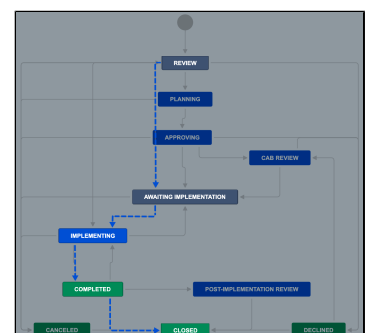 REVIEW
PLANNING
APPROVING
CAB REVIEW
AWAITING IMPLEMENTATION
IMPLEMENTING
COMPLETED
POST-IMPLEMENTATION REVIEW
CANCELED
CLOSED
DECLINED